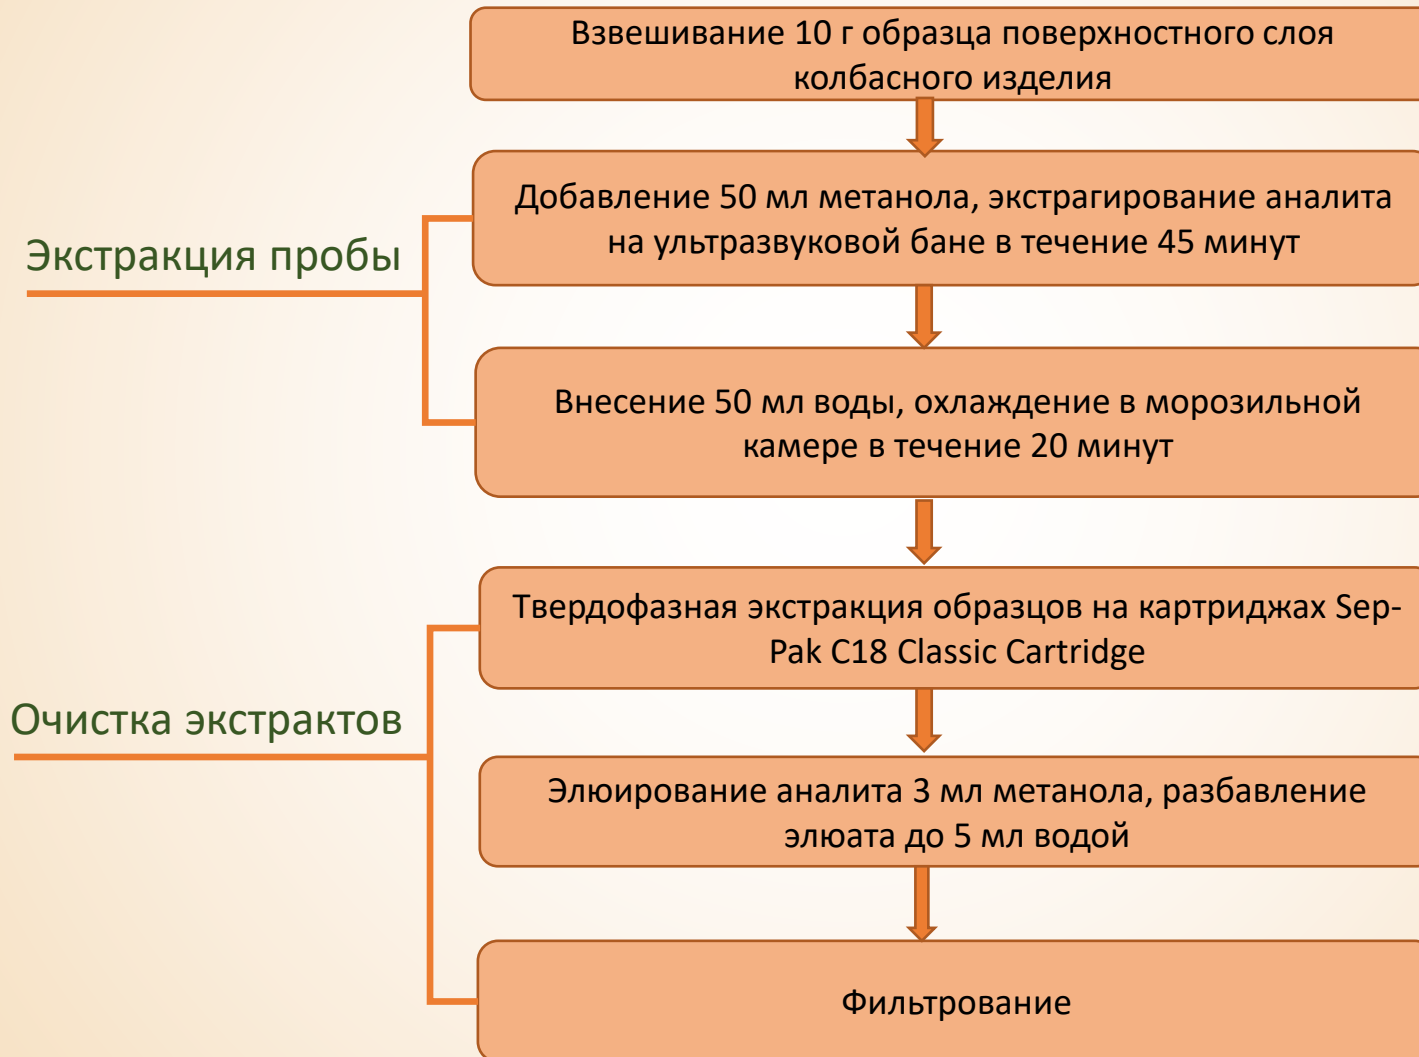 Взвешивание 10 г образца поверхностного слоя
колбасного изделия
Добавление 50 мл метанола, экстрагирование аналита
на ультразвуковой бане в течение 45 минут
Экстракция пробы
Внесение 50 мл воды, охлаждение в морозильной
камере в течение 20 минут
Твердофазная экстракция образцов на картриджах Sep-
Pak C18 Classic Cartridge
Очистка экстрактов
Элюирование аналита 3 мл метанола, разбавление
элюата до 5 мл водой
Фильтрование